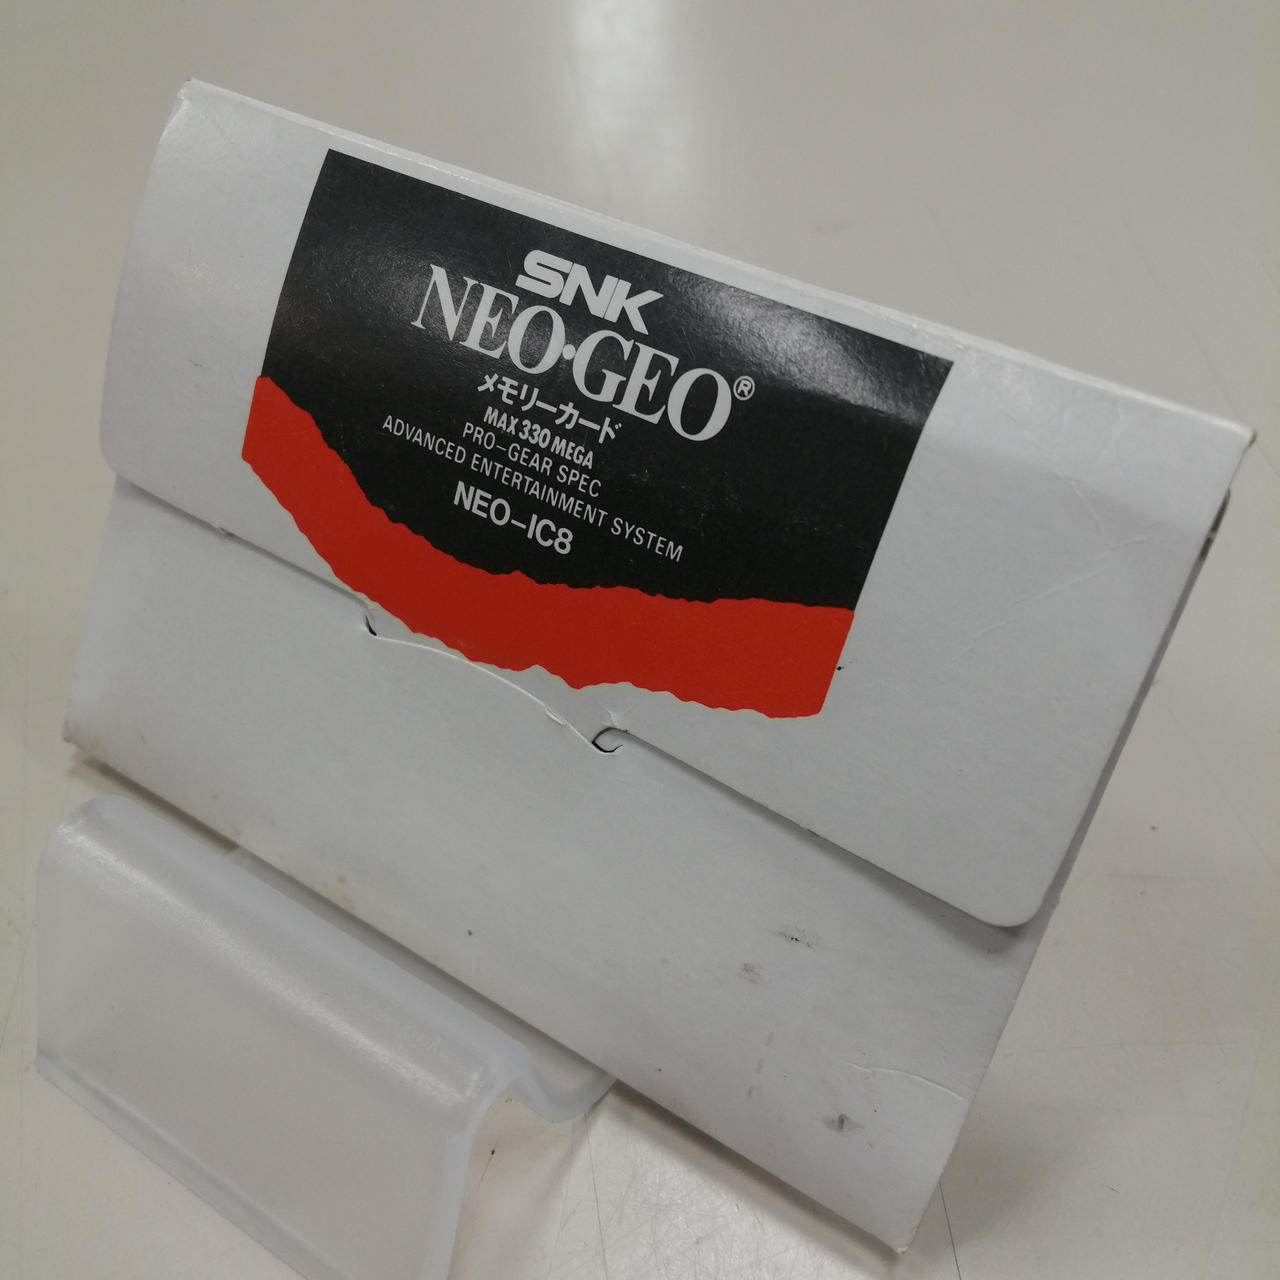 SNK
NEO·GEO®
メモリーカード
MAX 330 MEGA
PRO-GEAR SPEC
ADVANCED ENTERTAINMENT SYSTEM
NEO-IC8